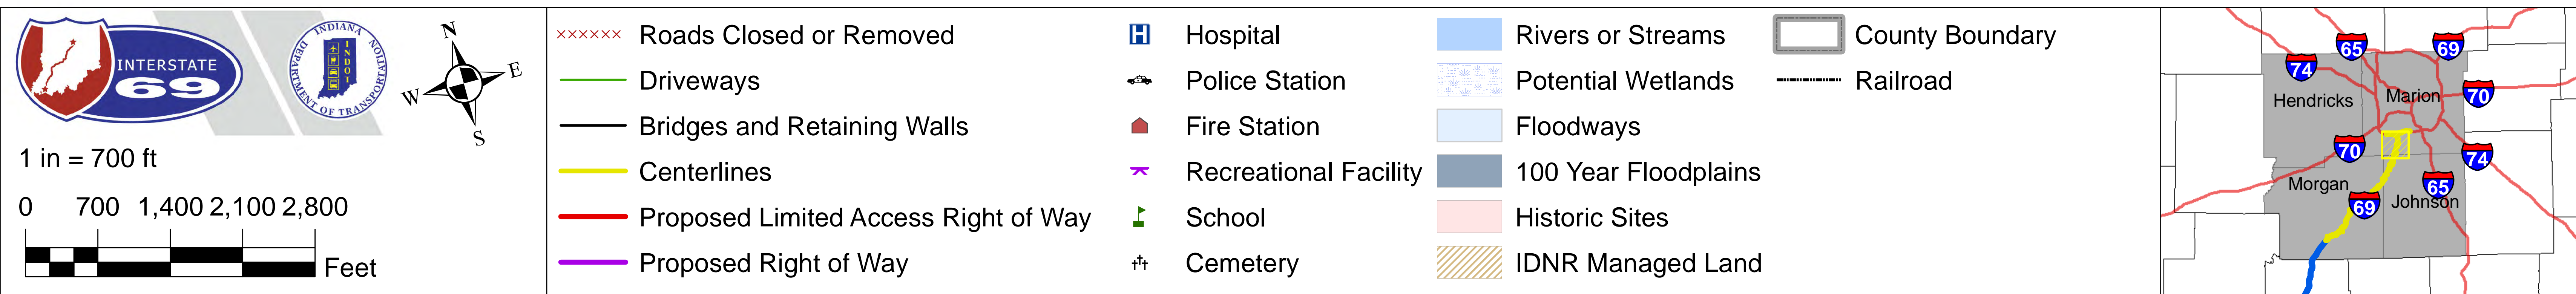 INTERSTATE
69
INDIANA
DEPARTMENT OF TRANSPORTATION
INDOT
N
E
W
S
1 in = 700 ft
0 700 1,400 2,100 2,800
Feet
Roads Closed or Removed
Driveways
Bridges and Retaining Walls
Centerlines
Proposed Limited Access Right of Way
Proposed Right of Way
H Hospital
Police Station
Fire Station
Recreational Facility
School
Cemetery
Rivers or Streams
Potential Wetlands
Floodways
100 Year Floodplains
Historic Sites
IDNR Managed Land
County Boundary
Railroad
65
69
74
70
Hendricks
Marion
70
74
Morgan
65
69
Johnson